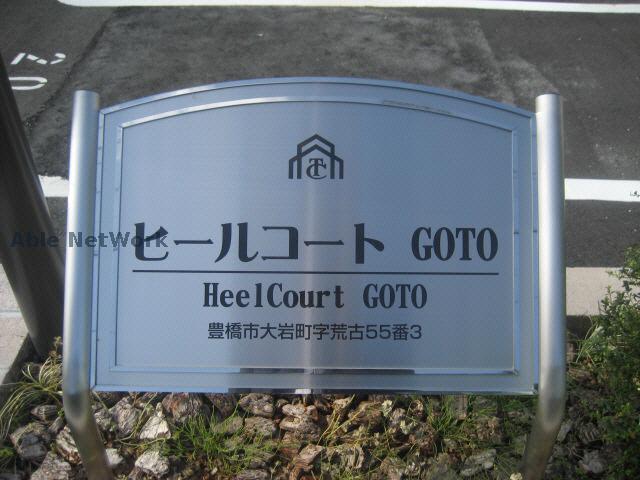 TC
ヒールコート GOTO
Able NetWork
HeelCourt GOTO
豊橋市大岩町字荒古55番3